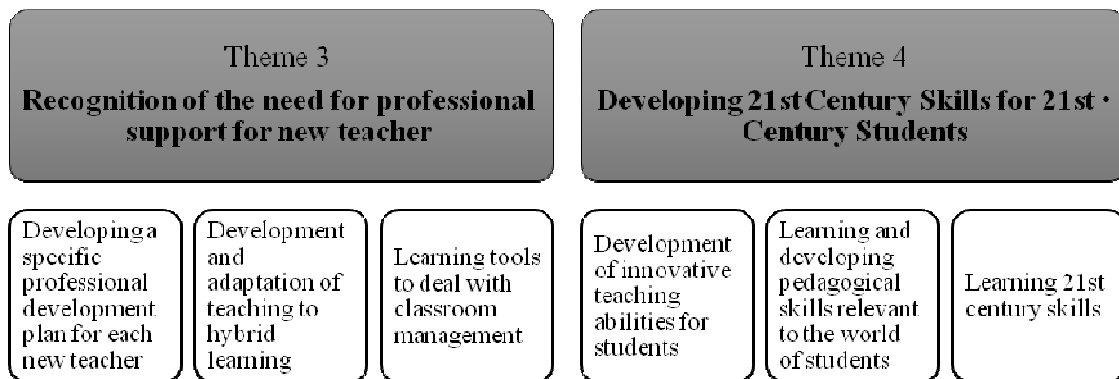 Theme 3
Recognition of the need for professional
support for new teacher
Theme 4
Developing 21st Century Skills for 21st ·
Century Students
Developing a
specific
professional
development
plan for each
new teacher
Development
and
adaptation of
teaching to
hybrid
learning
Learning tools
to deal with
classroom
management
Development
of innovative
teaching
abilities for
students
Learning and
developing
pedagogical
skills relevant
to the world
of students
Learning 21st
century skills